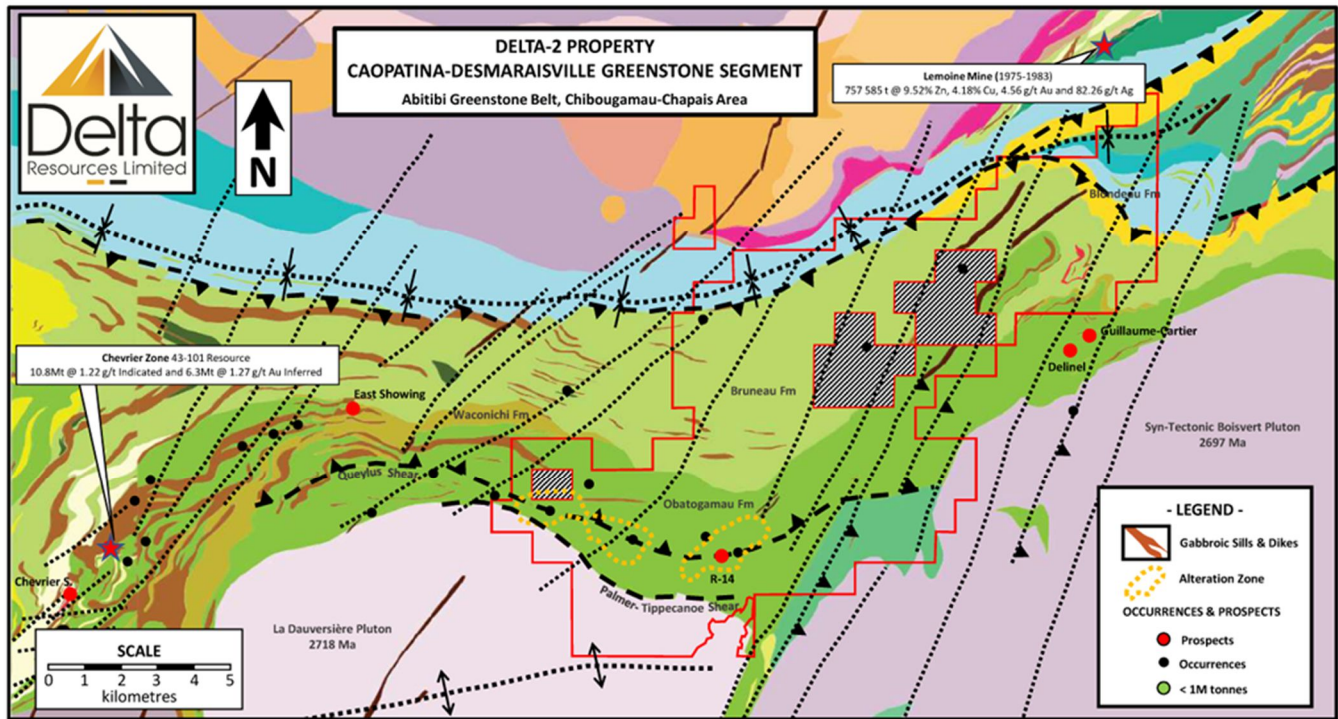 Delta
Resources Limited
N
DELTA-2 PROPERTY
CAOPATINA-DESMARAISVILLE GREENSTONE SEGMENT
Abitibi Greenstone Belt, Chibougamau-Chapais Area
Lemoine Mine (1975-1983)
757 585 t @ 9.52% Zn, 4.18% Cu, 4.56 g/t Au and 82.26 g/t Ag
Blondeau Fm
Chevrier Zone 43-101 Resource
10.8Mt @ 1.22 g/t Indicated and 6.3Mt @ 1.27 g/t Au Inferred
Guillaume-Cartier
Delinel
East Showing
Bruneau Fm
Waconichi Fm
Syn-Tectonic Boisvert Pluton
2697 Ma
Queylus Shear
Obatogamau Fm
R-14
Chevrier S.
Palmer-Tippecanoe Shear
La Dauversière Pluton
2718 Ma
SCALE
0 1 2 3 4 5
kilometres
- LEGEND -
Gabbroic Sills & Dikes
Alteration Zone
OCCURRENCES & PROSPECTS
Prospects
Occurrences
< 1M tonnes